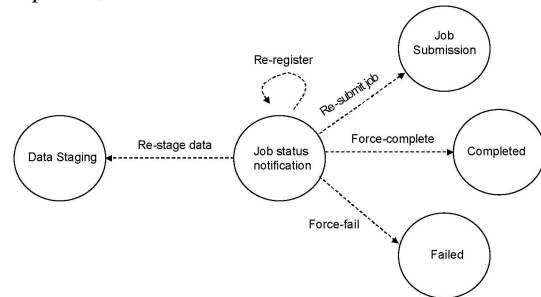 Job
Submission
Re-register
Re-submit job
Force-complete
Re-stage data
Data Staging
Job status
notification
Completed
Force-fail
Failed